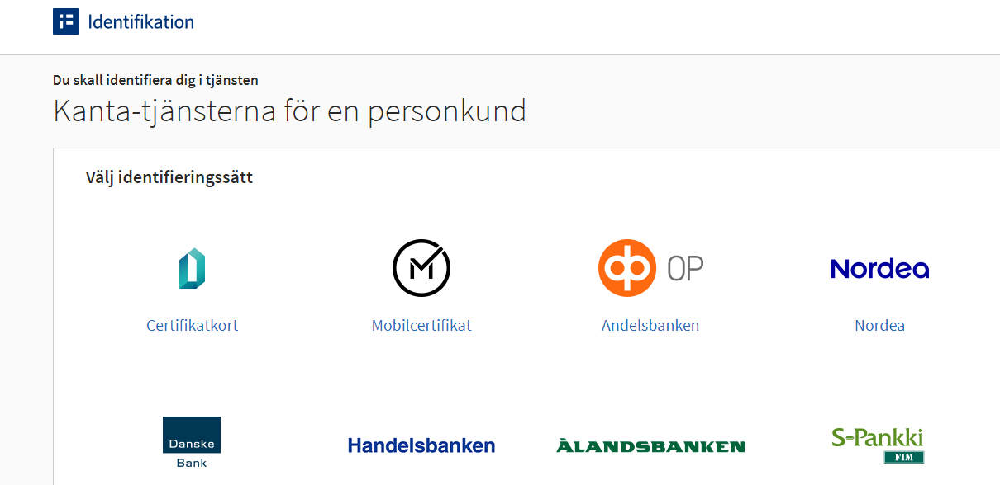 Identifikation
Du skall identifiera dig i tjänsten
Kanta-tjänsterna för en personkund
Välj identifieringssätt
OP
Nordea
Certifikatkort
Mobilcertifikat
Andelsbanken
Nordea
Danske
Bank
Handelsbanken
ÅLANDSBANKEN
S-Pankki
FIM